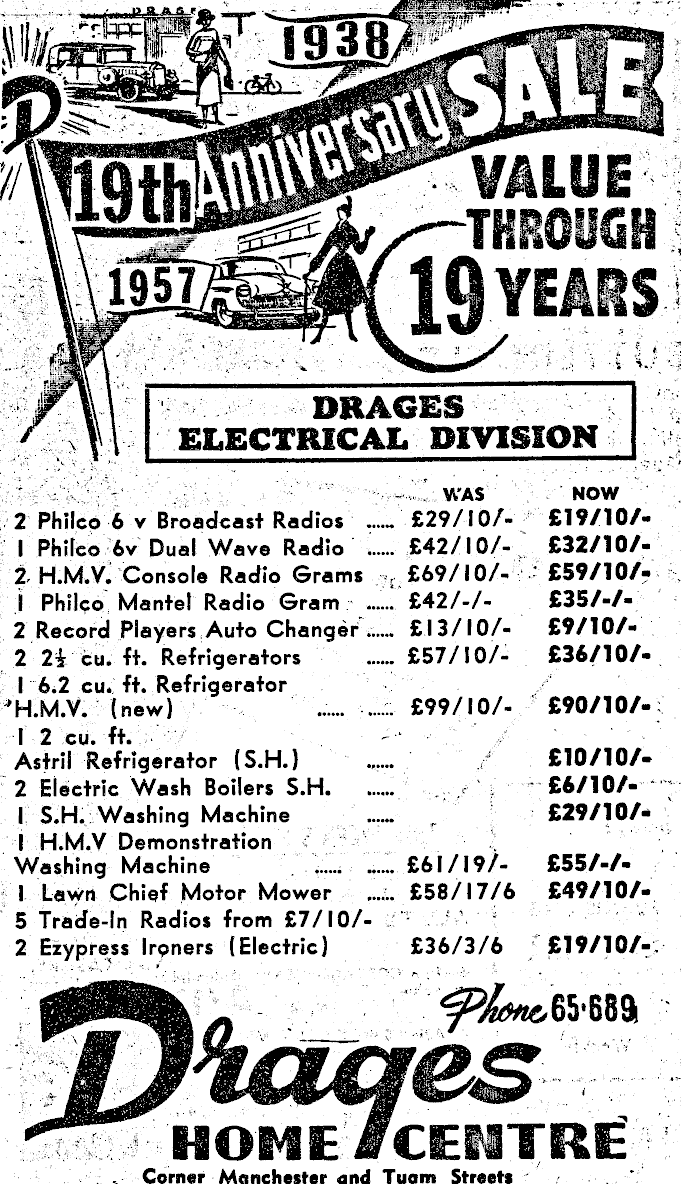 DRAGES
1938
19th Anniversary SALE
VALUE
THROUGH
19 YEARS
1957
D
DRAGES
ELECTRICAL DIVISION
WAS NOW
2 Philco 6 v Broadcast Radios ...... £29/10/- £19/10/-
1 Philco 6v Dual Wave Radio ...... £42/10/- £32/10/-
2 H.M.V. Console Radio Grams £69/10/- £59/10/-
1 Philco Mantel Radio Gram ...... £42/-/- £35/-/-
2 Record Players Auto Changer ...... £13/10/- £9/10/-
2 2½ cu. ft. Refrigerators ...... £57/10/- £36/10/-
1 6.2 cu. ft. Refrigerator
H.M.V. (new) ...... ...... £99/10/- £90/10/-
1 2 cu. ft.
Astril Refrigerator (S.H.) ...... £10/10/-
2 Electric Wash Boilers S.H. ...... £6/10/-
1 S.H. Washing Machine ...... £29/10/-
1 H.M.V Demonstration
Washing Machine ...... ...... £61/19/- £55/-/-
1 Lawn Chief Motor Mower ...... £58/17/6 £49/10/-
5 Trade-In Radios from £7/10/-
2 Ezypress Ironers (Electric) £36/3/6 £19/10/-
Phone 65·689
Drages
HOME CENTRE
Corner Manchester and Tuam Streets